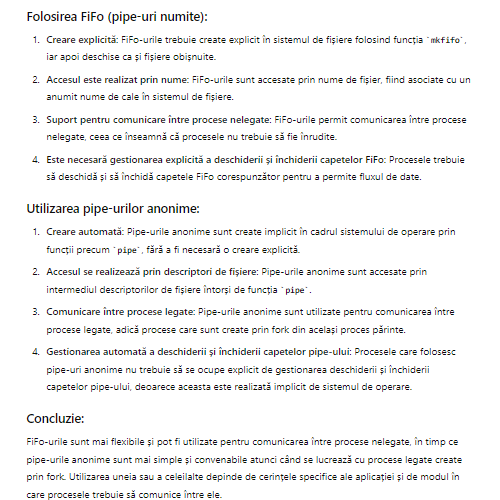 Folosirea FiFo (pipe-uri numite):
1. Creare explicită: FiFo-urile trebuie create explicit în sistemul de fișiere folosind funcția `mkfifo`,
iar apoi deschise ca și fișiere obișnuite.
2. Accesul este realizat prin nume: FiFo-urile sunt accesate prin nume de fișier, fiind asociate cu un
anumit nume de cale în sistemul de fișiere.
3. Suport pentru comunicare între procese nelegate: FiFo-urile permit comunicarea între procese
nelegate, ceea ce înseamnă că procesele nu trebuie să fie înrudite.
4. Este necesară gestionarea explicită a deschiderii și închiderii capetelor FiFo: Procesele trebuie
să deschidă și să închidă capetele FiFo corespunzător pentru a permite fluxul de date.
Utilizarea pipe-urilor anonime:
1. Creare automată: Pipe-urile anonime sunt create implicit în cadrul sistemului de operare prin
funcții precum `pipe`, fără a fi necesară o creare explicită.
2. Accesul se realizează prin descriptori de fișiere: Pipe-urile anonime sunt accesate prin
intermediul descriptorilor de fișiere întorși de funcția `pipe`.
3. Comunicare între procese legate: Pipe-urile anonime sunt utilizate pentru comunicarea între
procese legate, adică procese care sunt create prin fork din același proces părinte.
4. Gestionarea automată a deschiderii și închiderii capetelor pipe-ului: Procesele care folosesc
pipe-uri anonime nu trebuie să se ocupe explicit de gestionarea deschiderii și închiderii
capetelor pipe-ului, deoarece aceasta este realizată implicit de sistemul de operare.
Concluzie:
FiFo-urile sunt mai flexibile și pot fi utilizate pentru comunicarea între procese nelegate, în timp ce
pipe-urile anonime sunt mai simple și convenabile atunci când se lucrează cu procese legate create
prin fork. Utilizarea uneia sau a celeilalte depinde de cerințele specifice ale aplicației și de modul în
care procesele trebuie să comunice între ele.